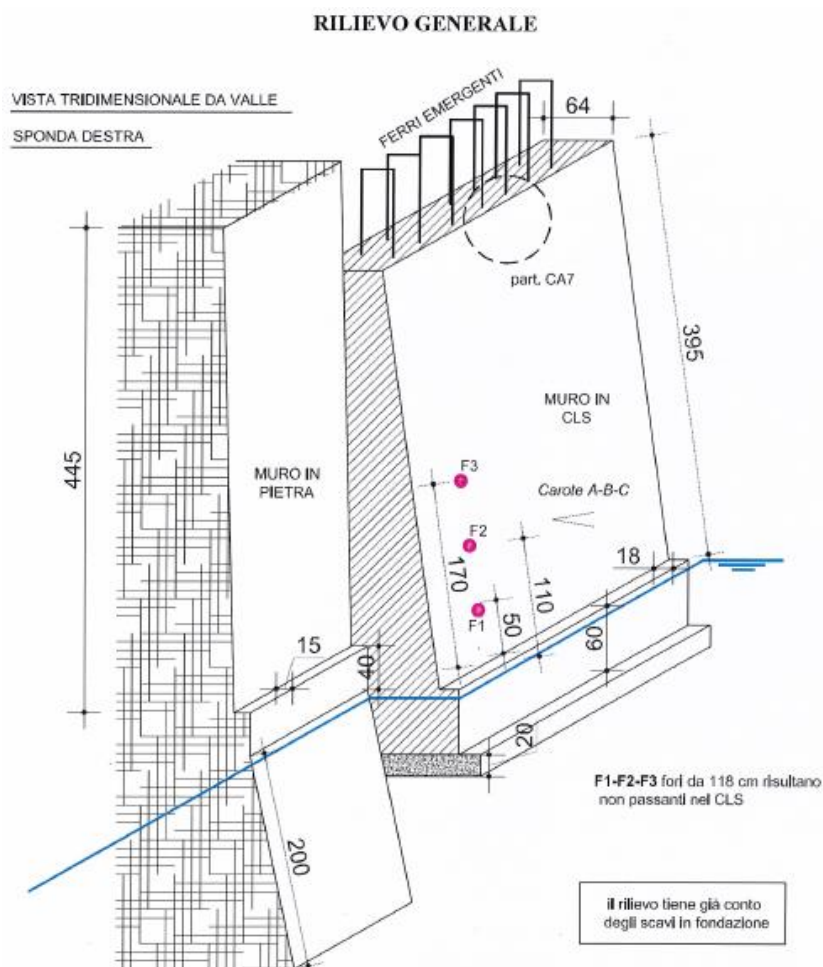 RILIEVO GENERALE
VISTA TRIDIMENSIONALE DA VALLE
SPONDA DESTRA
FERRI EMERGENTI
64
part. CA7
395
445
MURO IN
CLS
MURO IN
PIETRA
F3
Carote A-B-C
F2
170
110
18
F1
50
15
40
60
20
200
F1-F2-F3 fori da 118 cm risultano
non passanti nel CLS
il rilievo tiene già conto
degli scavi in fondazione